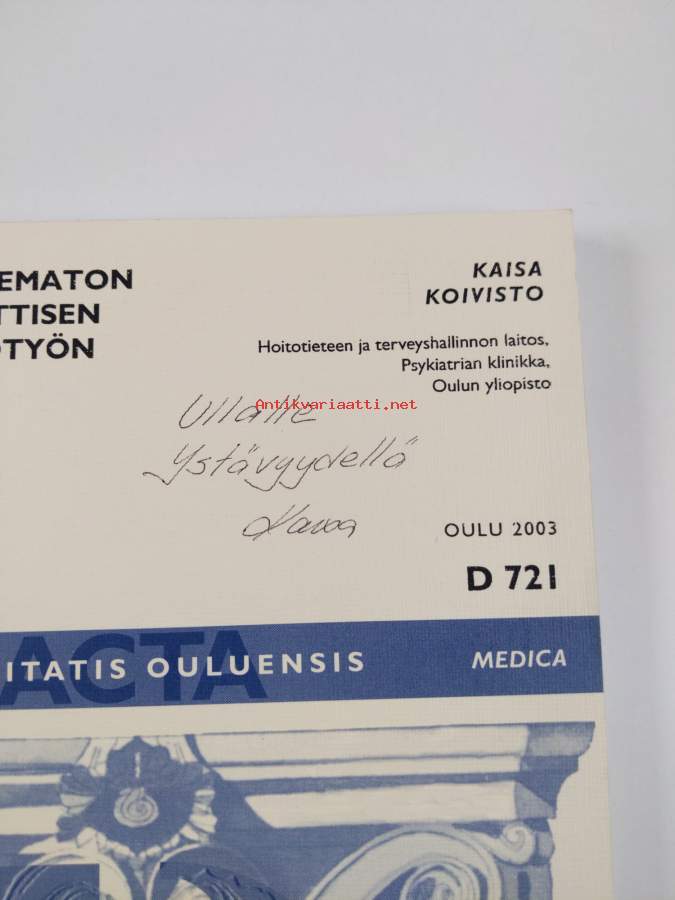 EMATON
TTISEN
OTYÖN
KAISA
KOIVISTO
Hoitotieteen ja terveyshallinnon laitos,
Psykiatrian klinikka,
Oulun yliopisto
Antikvariaatti.net
Ullalle
Ystävyydellä
Kaisa
OULU 2003
D 721
ACTA
ITATIS OULUENSIS
MEDICA